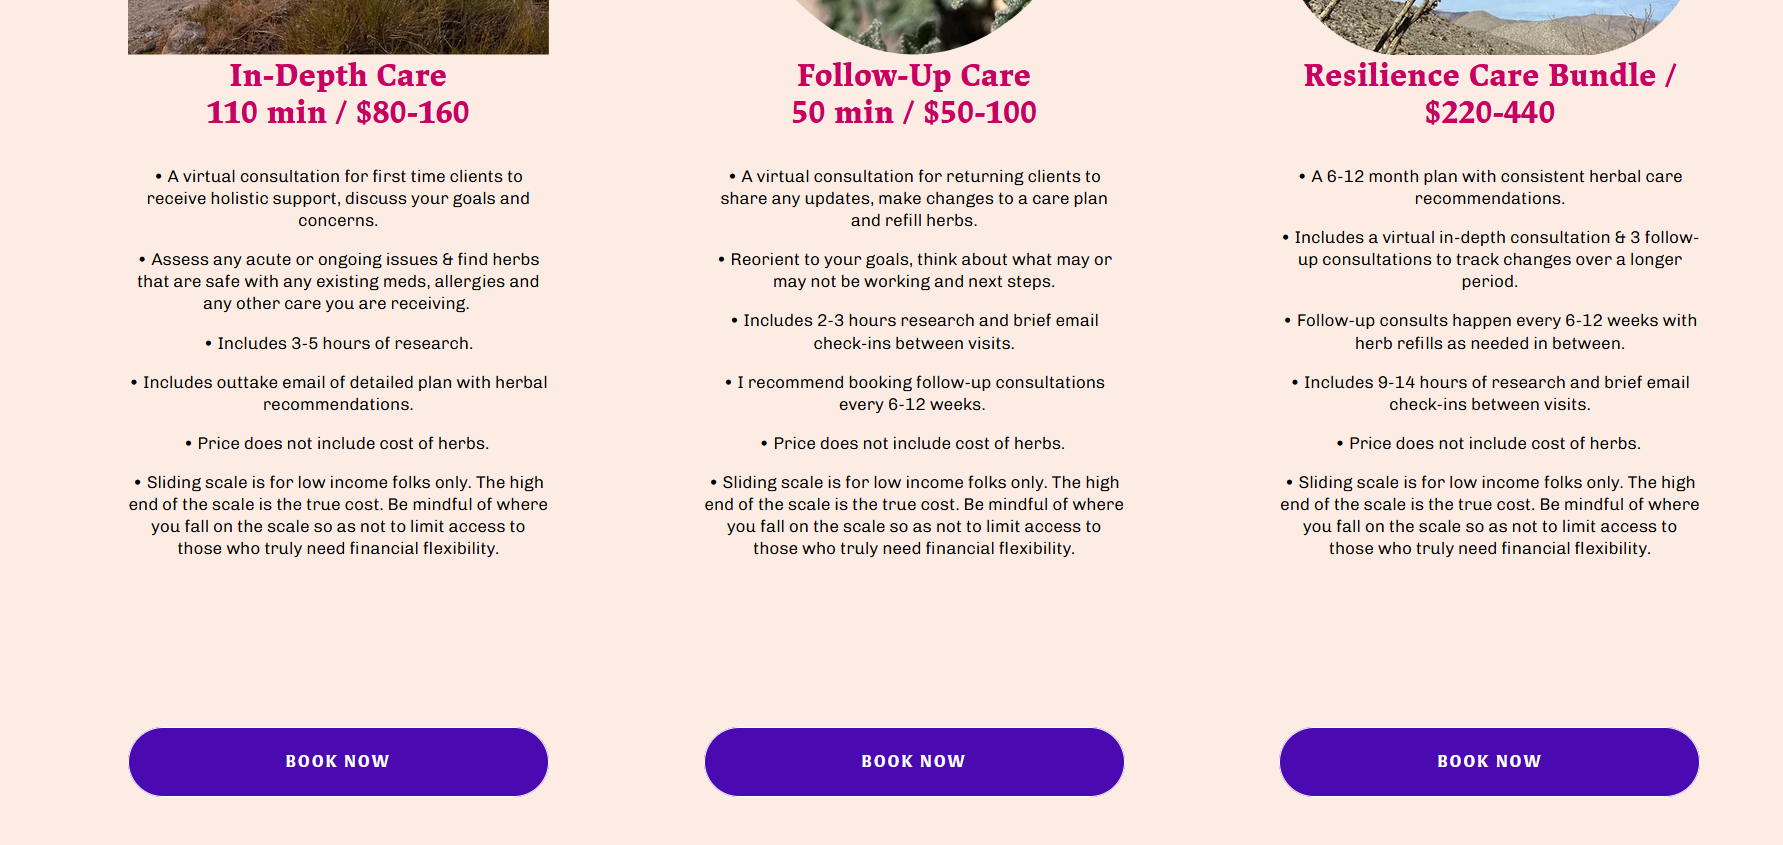 In-Depth Care
110 min / $80-160
• A virtual consultation for first time clients to
receive holistic support, discuss your goals and
concerns.
• Assess any acute or ongoing issues & find herbs
that are safe with any existing meds, allergies and
any other care you are receiving.
• Includes 3-5 hours of research.
• Includes outtake email of detailed plan with herbal
recommendations.
• Price does not include cost of herbs.
• Sliding scale is for low income folks only. The high
end of the scale is the true cost. Be mindful of where
you fall on the scale so as not to limit access to
those who truly need financial flexibility.
BOOK NOW
Follow-Up Care
50 min / $50-100
• A virtual consultation for returning clients to
share any updates, make changes to a care plan
and refill herbs.
• Reorient to your goals, think about what may or
may not be working and next steps.
• Includes 2-3 hours research and brief email
check-ins between visits.
• I recommend booking follow-up consultations
every 6-12 weeks.
• Price does not include cost of herbs.
• Sliding scale is for low income folks only. The high
end of the scale is the true cost. Be mindful of where
you fall on the scale so as not to limit access to
those who truly need financial flexibility.
BOOK NOW
Resilience Care Bundle /
$220-440
• A 6-12 month plan with consistent herbal care
recommendations.
• Includes a virtual in-depth consultation & 3 follow-
up consultations to track changes over a longer
period.
• Follow-up consults happen every 6-12 weeks with
herb refills as needed in between.
• Includes 9-14 hours of research and brief email
check-ins between visits.
• Price does not include cost of herbs.
• Sliding scale is for low income folks only. The high
end of the scale is the true cost. Be mindful of where
you fall on the scale so as not to limit access to
those who truly need financial flexibility.
BOOK NOW